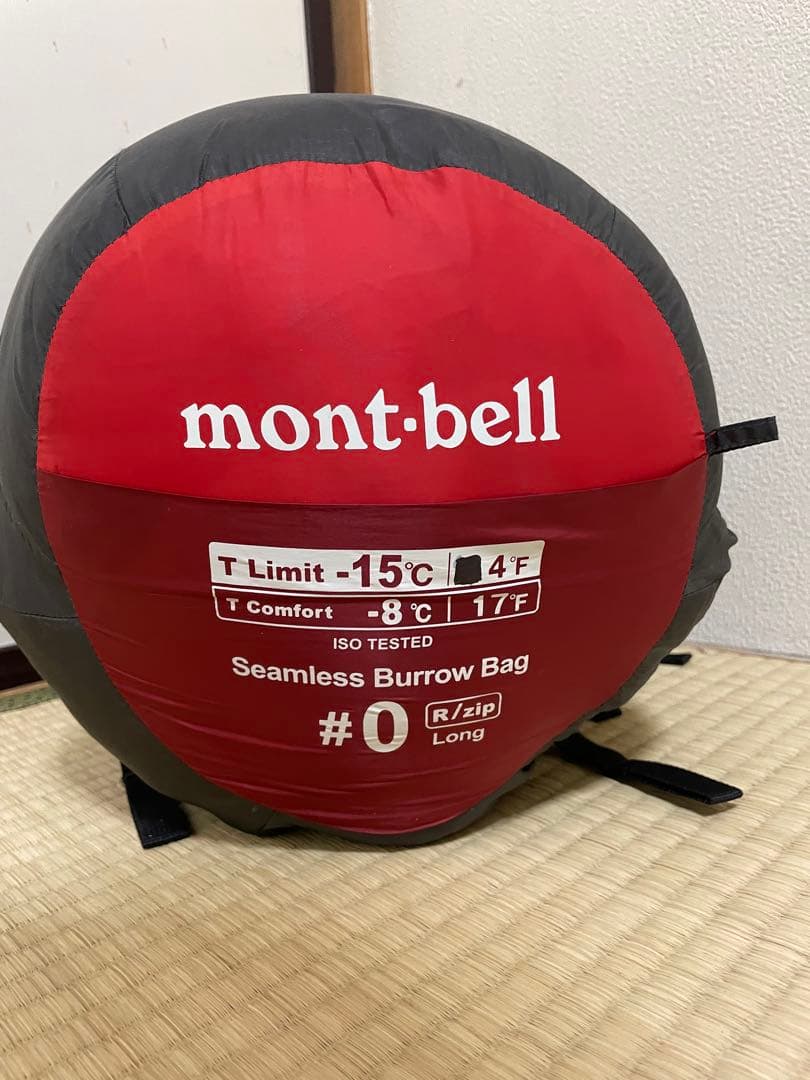 mont·bell
T Limit -15℃ | 4°F
T Comfort -8℃ | 17°F
ISO TESTED
Seamless Burrow Bag
#0 R/zip
Long